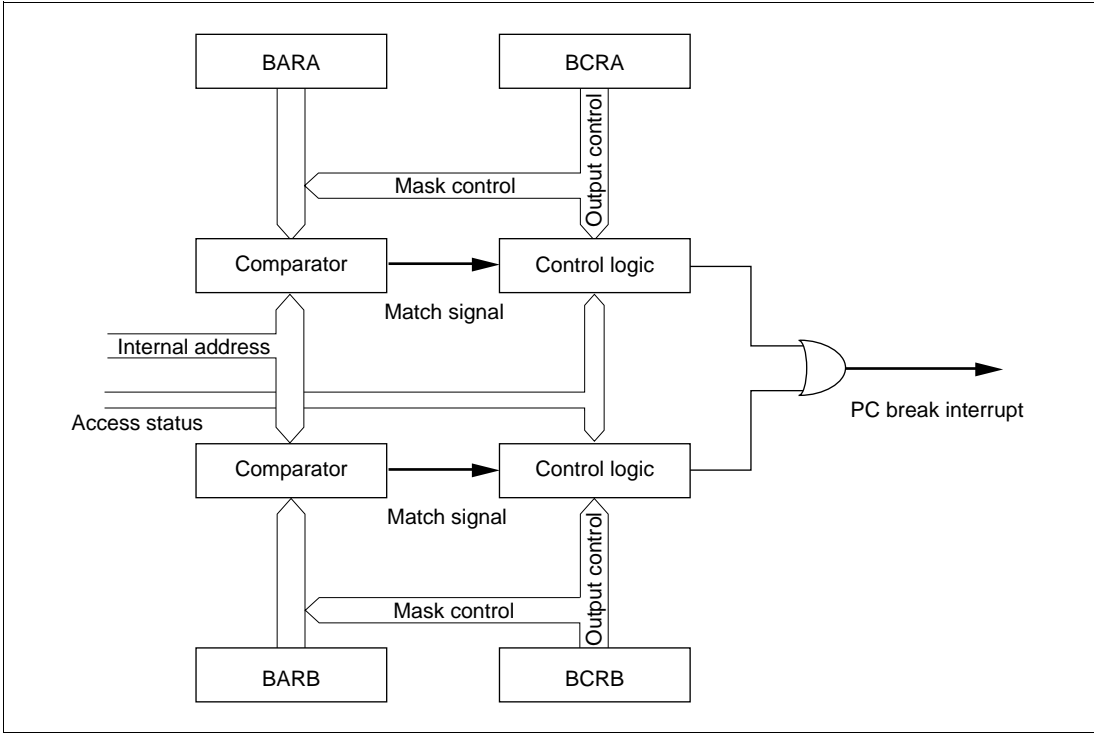 BARA
BCRA
Output control
Mask control
Comparator
Control logic
Match signal
Internal address
Access status
PC break interrupt
Comparator
Control logic
Match signal
Output control
Mask control
BARB
BCRB